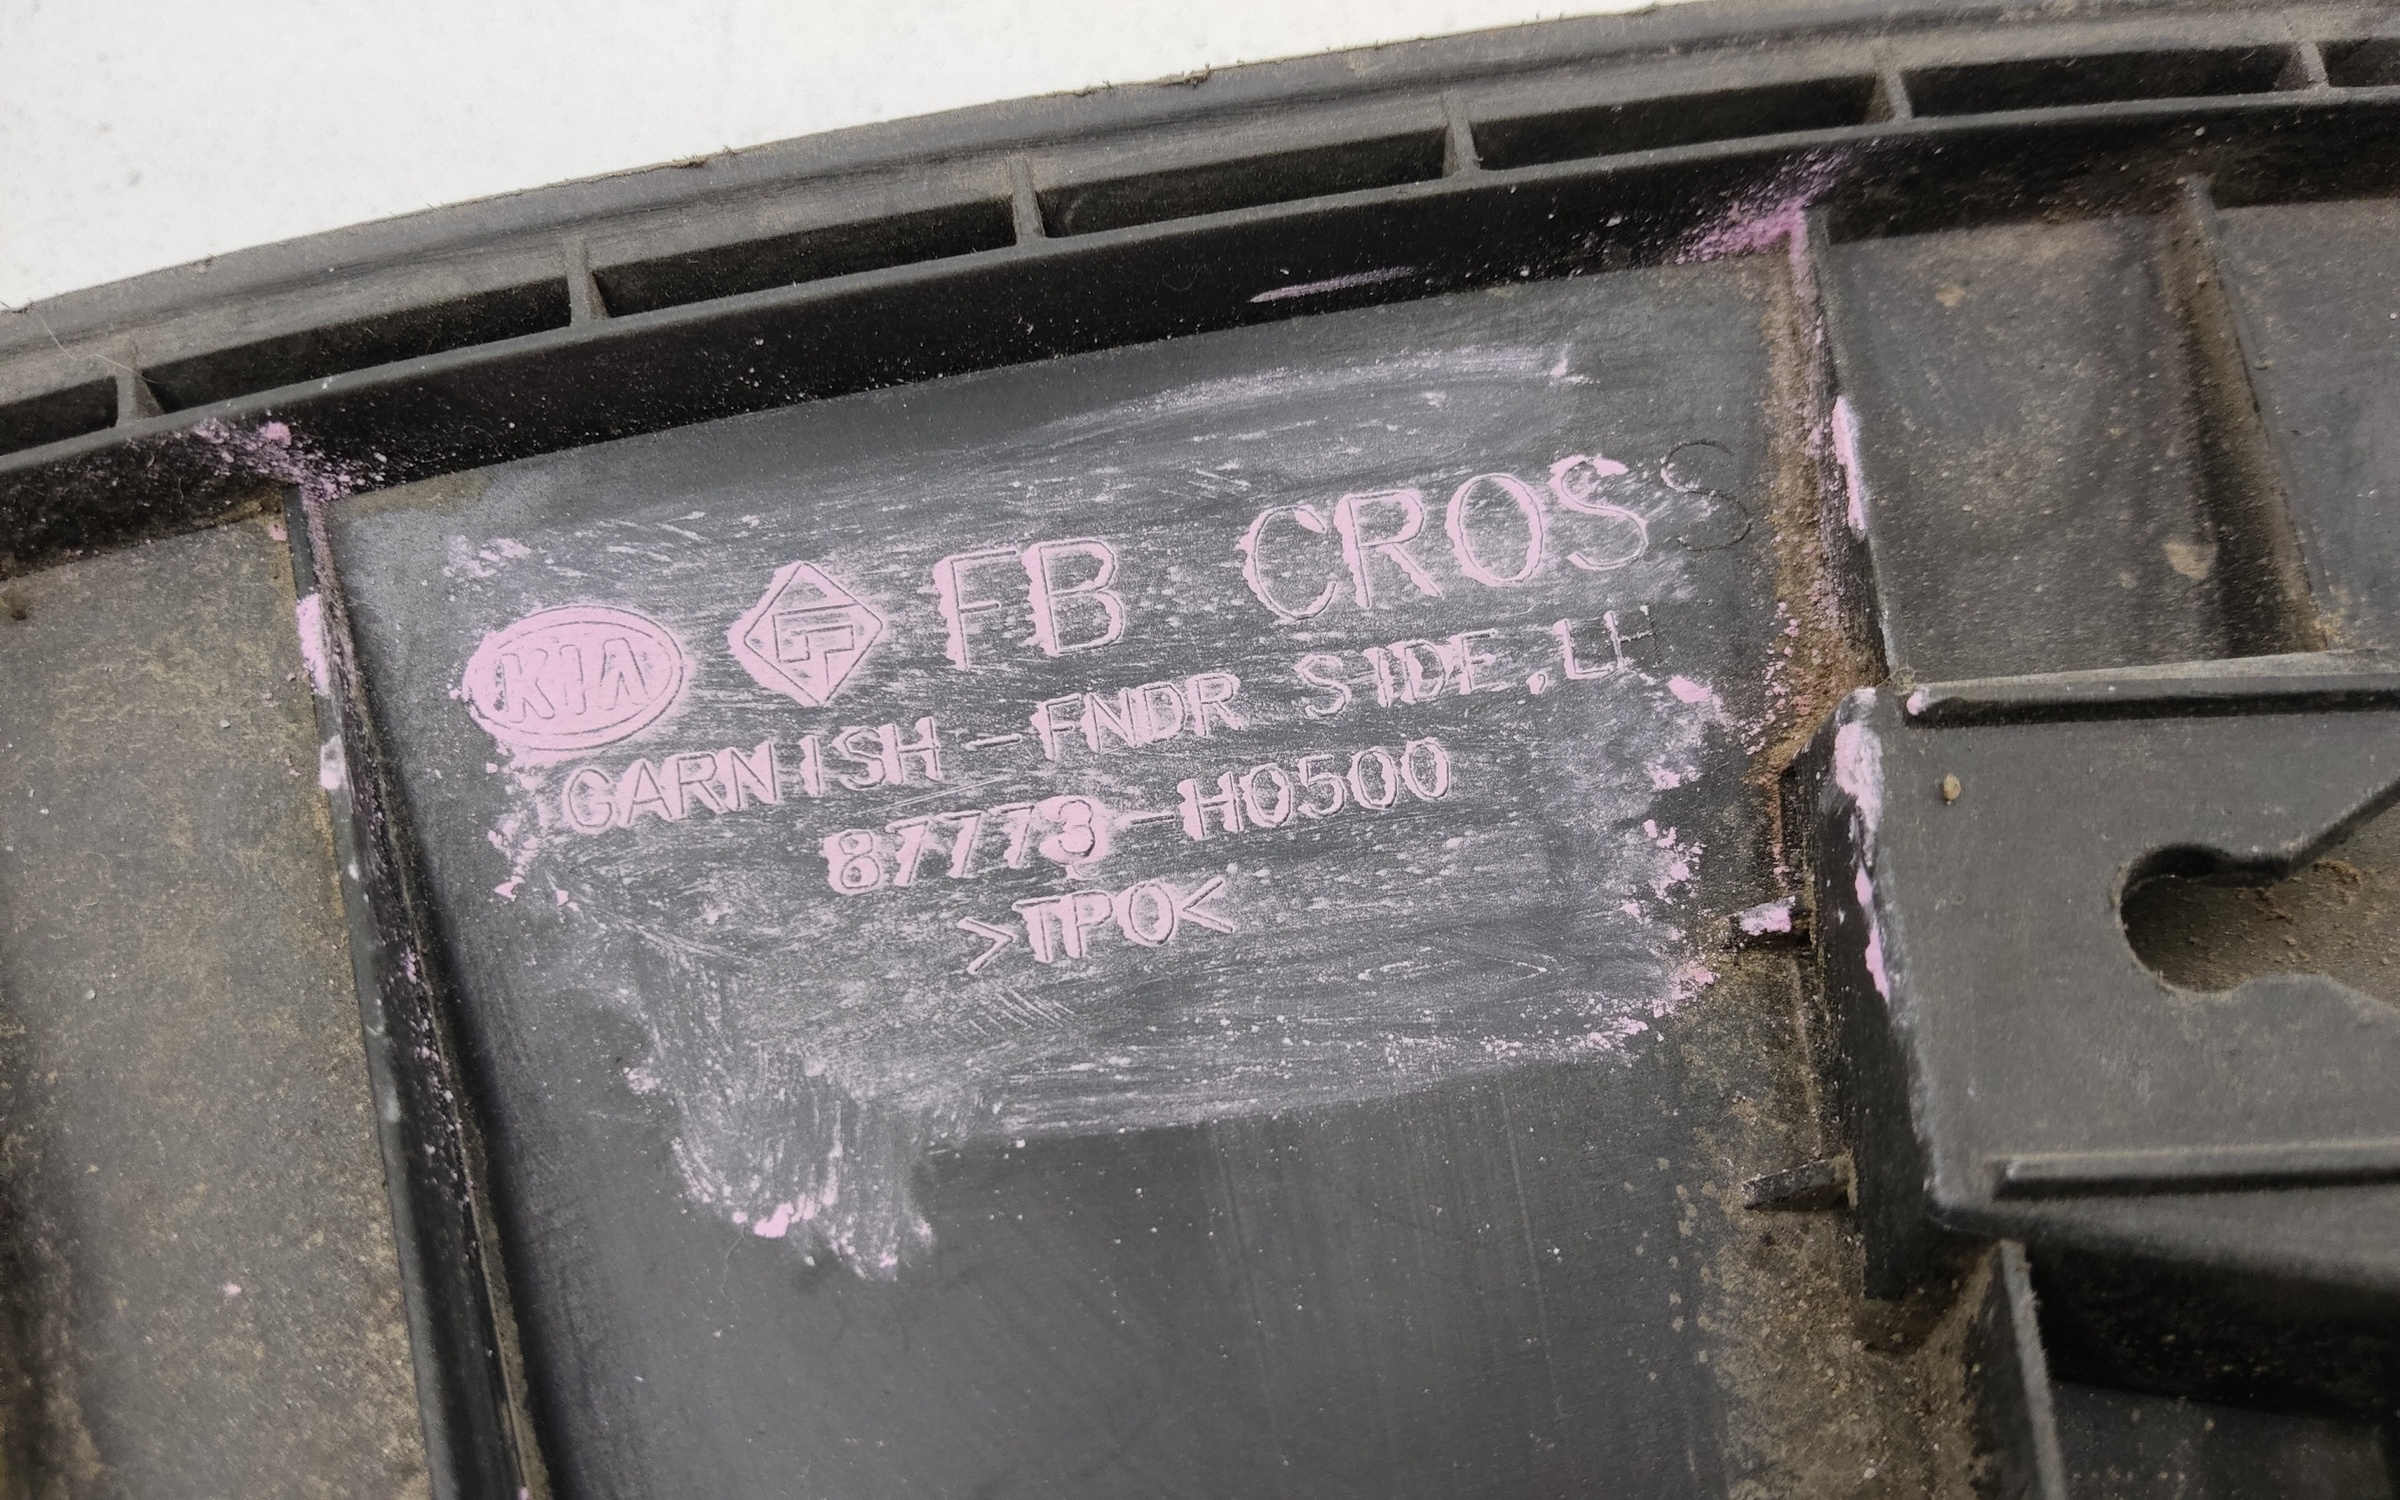 KIA FB CROSS
GARNISH-FNDR SIDE,LH
87773-H0500
>TPO<